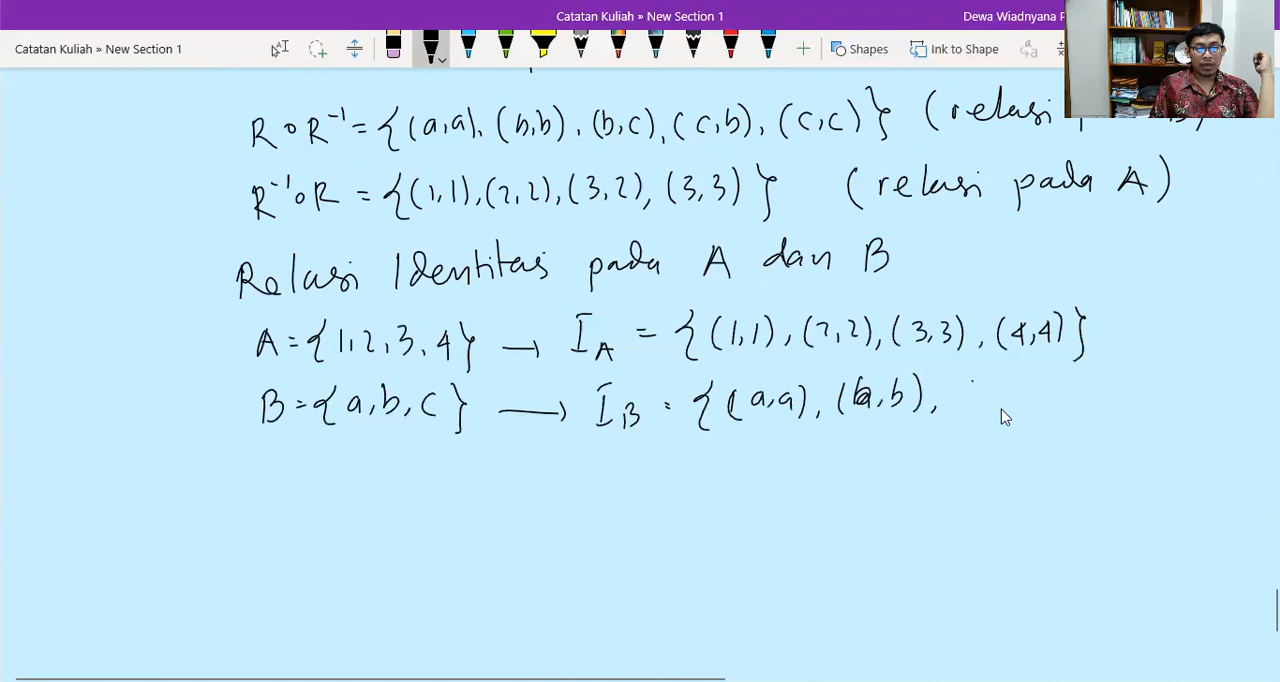 Catatan Kuliah » New Section 1
Dewa Wiadnyana
Catatan Kuliah » New Section 1
Shapes
Ink to Shape
R∘R⁻¹ = {(a,a), (b,b), (b,c), (c,b), (c,c)} (relasi
R⁻¹∘R = {(1,1), (2,2), (3,2), (3,3)} (relasi pada A)
Relasi Identitas pada A dan B
A = {1,2,3,4} → I_A = {(1,1), (2,2), (3,3), (4,4)}
B = {a,b,c} → I_B = {(a,a), (b,b),